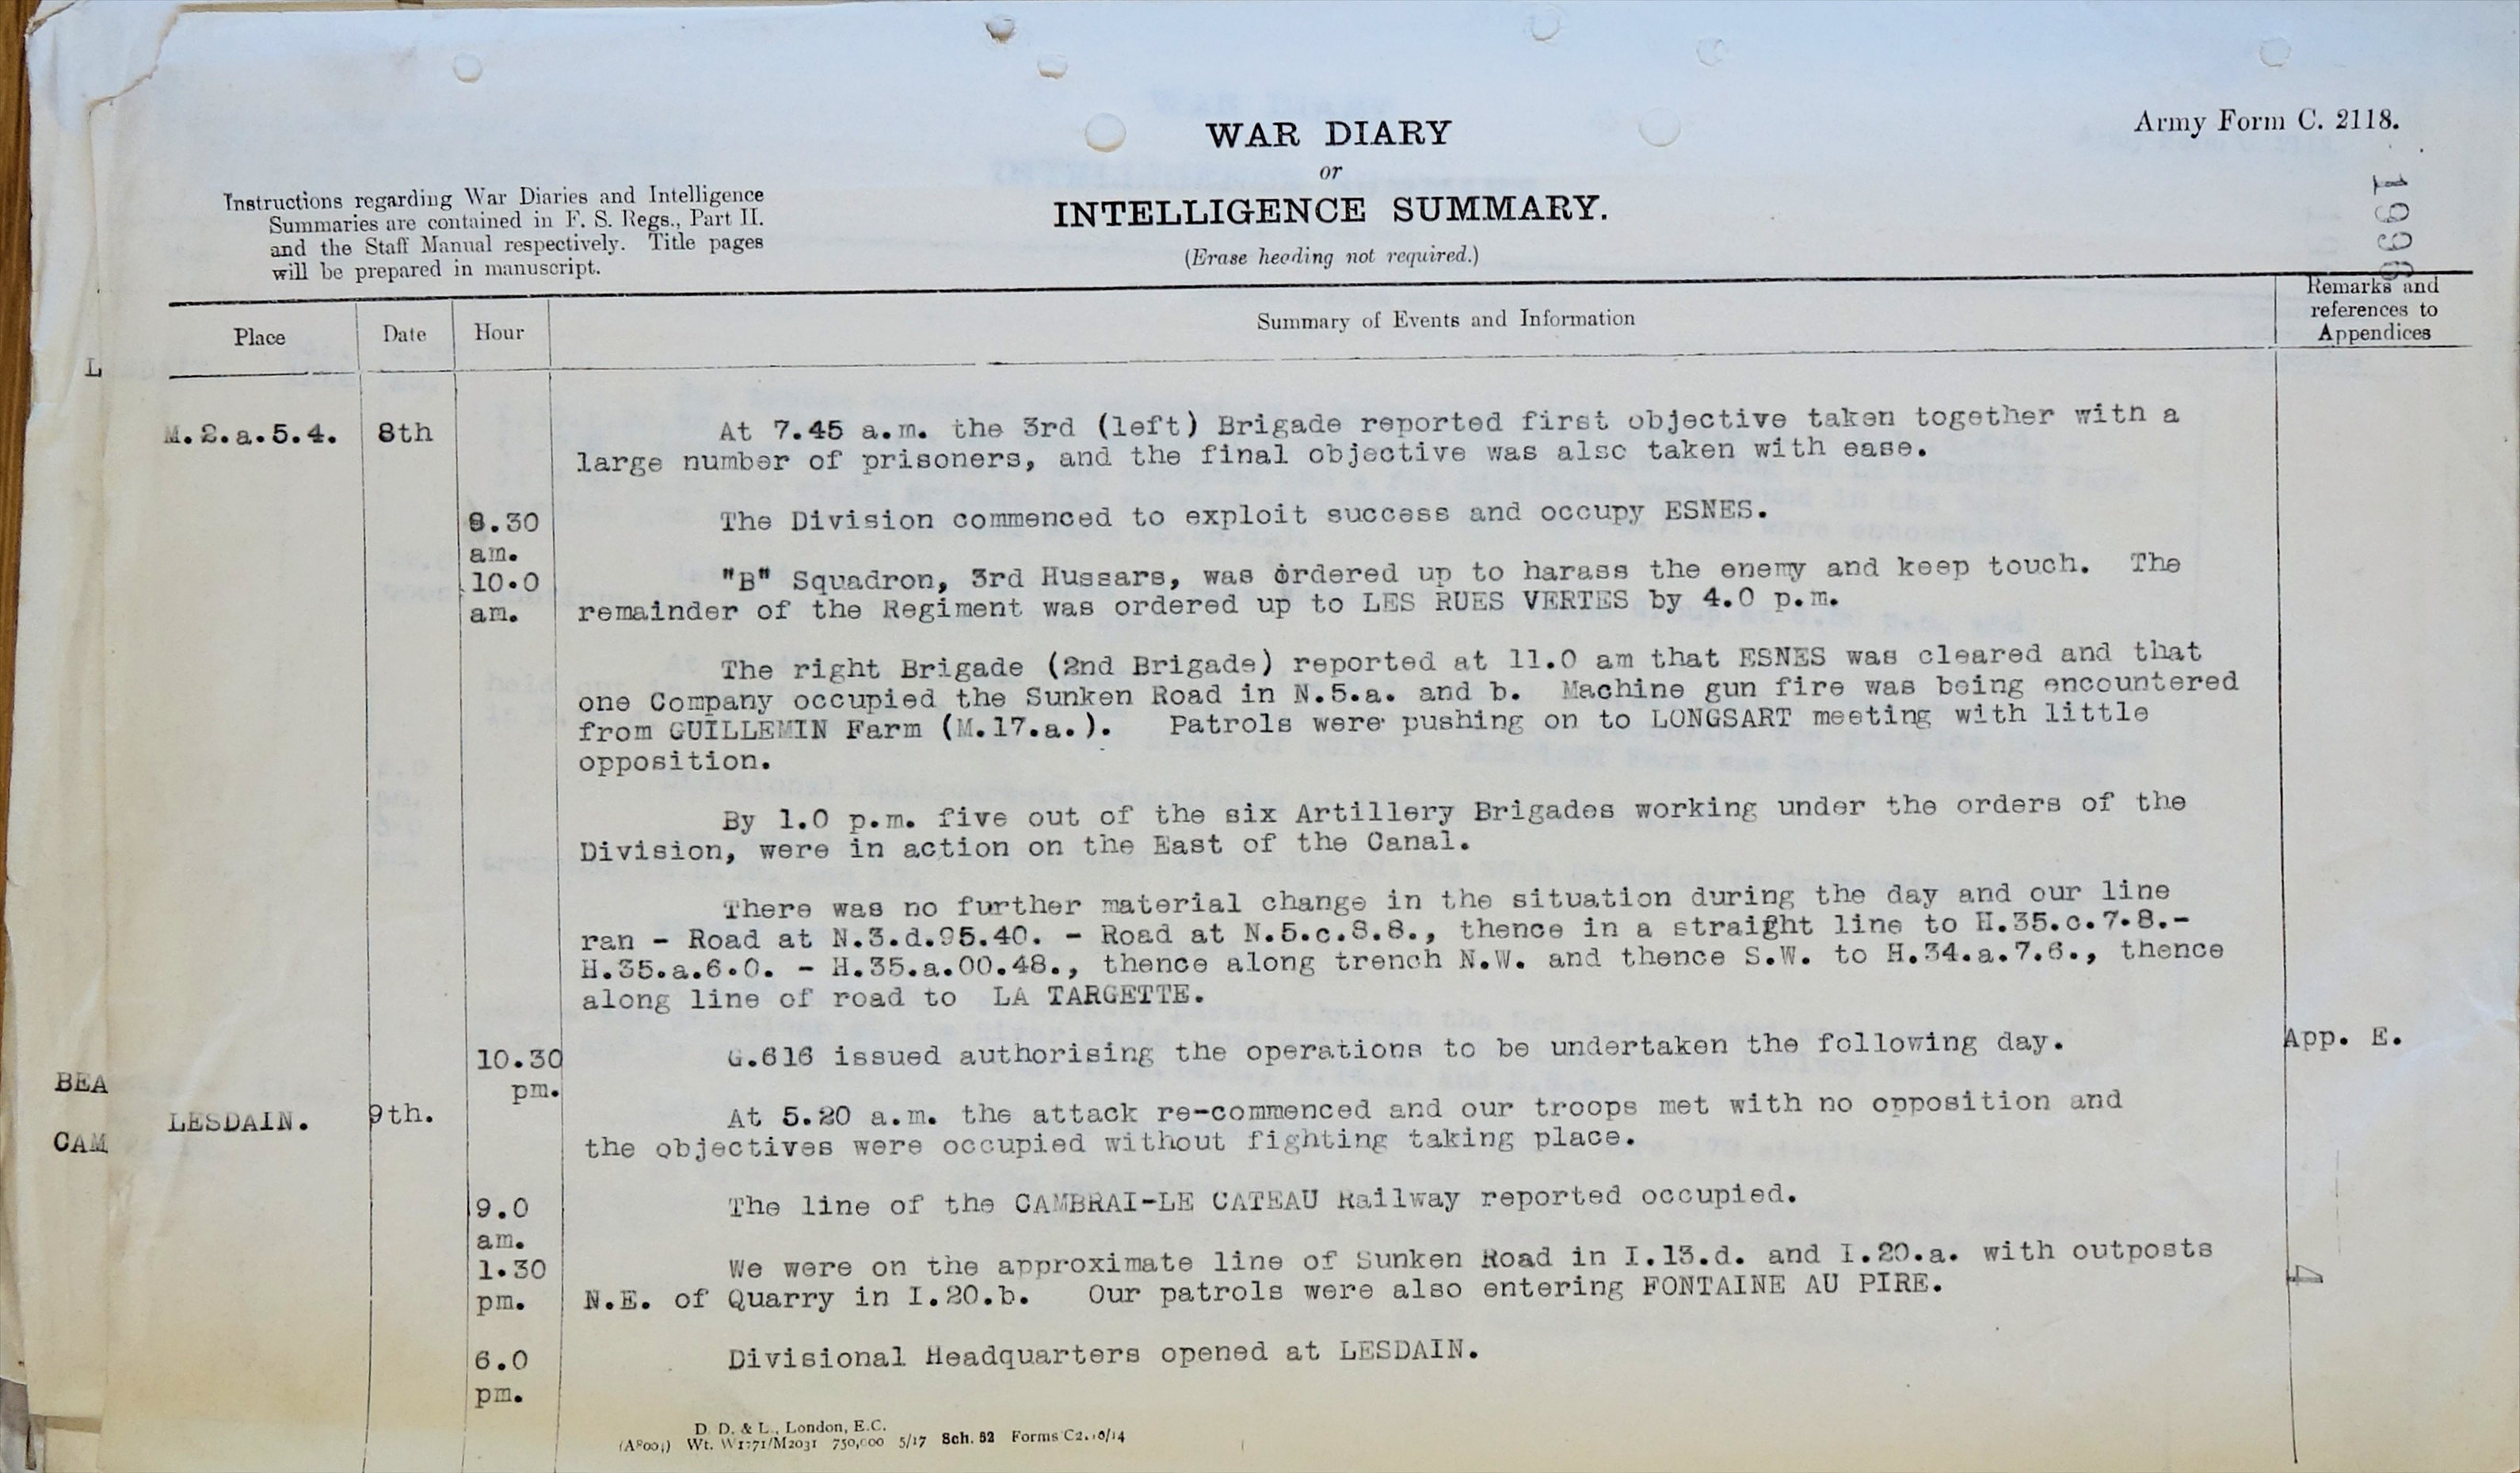 Army Form C. 2118.
WAR DIARY
or
INTELLIGENCE SUMMARY.
(Erase heading not required.)
Instructions regarding War Diaries and Intelligence
Summaries are contained in F. S. Regs., Part II.
and the Staff Manual respectively. Title pages
will be prepared in manuscript.
Place Date Hour Summary of Events and Information Remarks and references to Appendices
L
M.2.a.5.4. 8th At 7.45 a.m. the 3rd (left) Brigade reported first objective taken together with a
large number of prisoners, and the final objective was also taken with ease.
.30 The Division commenced to exploit success and occupy ESNES.
am.
10.0 "B" Squadron, 3rd Hussars, was ordered up to harass the enemy and keep touch. The
am. remainder of the Regiment was ordered up to LES RUES VERTES by 4.0 p.m.
The right Brigade (2nd Brigade) reported at 11.0 am that ESNES was cleared and that
one Company occupied the Sunken Road in N.5.a. and b. Machine gun fire was being encountered
from GUILLEMIN Farm (M.17.a.). Patrols were pushing on to LONGSART meeting with little
opposition.
By 1.0 p.m. five out of the six Artillery Brigades working under the orders of the
Division, were in action on the East of the Canal.
There was no further material change in the situation during the day and our line
ran - Road at N.3.d.95.40. - Road at N.5.c.8.8., thence in a straight line to H.35.c.7.8.-
H.35.a.6.0. - H.35.a.00.48., thence along trench N.W. and thence S.W. to H.34.a.7.6., thence
along line of road to LA TARGETTE.
10.30 G.616 issued authorising the operations to be undertaken the following day. App. E.
pm.
BEA
LESDAIN. 9th. At 5.20 a.m. the attack re-commenced and our troops met with no opposition and
CAM
the objectives were occupied without fighting taking place.
9.0 The line of the CAMBRAI-LE CATEAU Railway reported occupied.
am.
1.30 We were on the approximate line of Sunken Road in I.13.d. and I.20.a. with outposts
pm. N.E. of Quarry in I.20.b. Our patrols were also entering FONTAINE AU PIRE.
4
6.0 Divisional Headquarters opened at LESDAIN.
pm.
D. D. & L., London, E.C.
Wt. W1771/M2031 750,000 5/17 Sch. 52 Forms